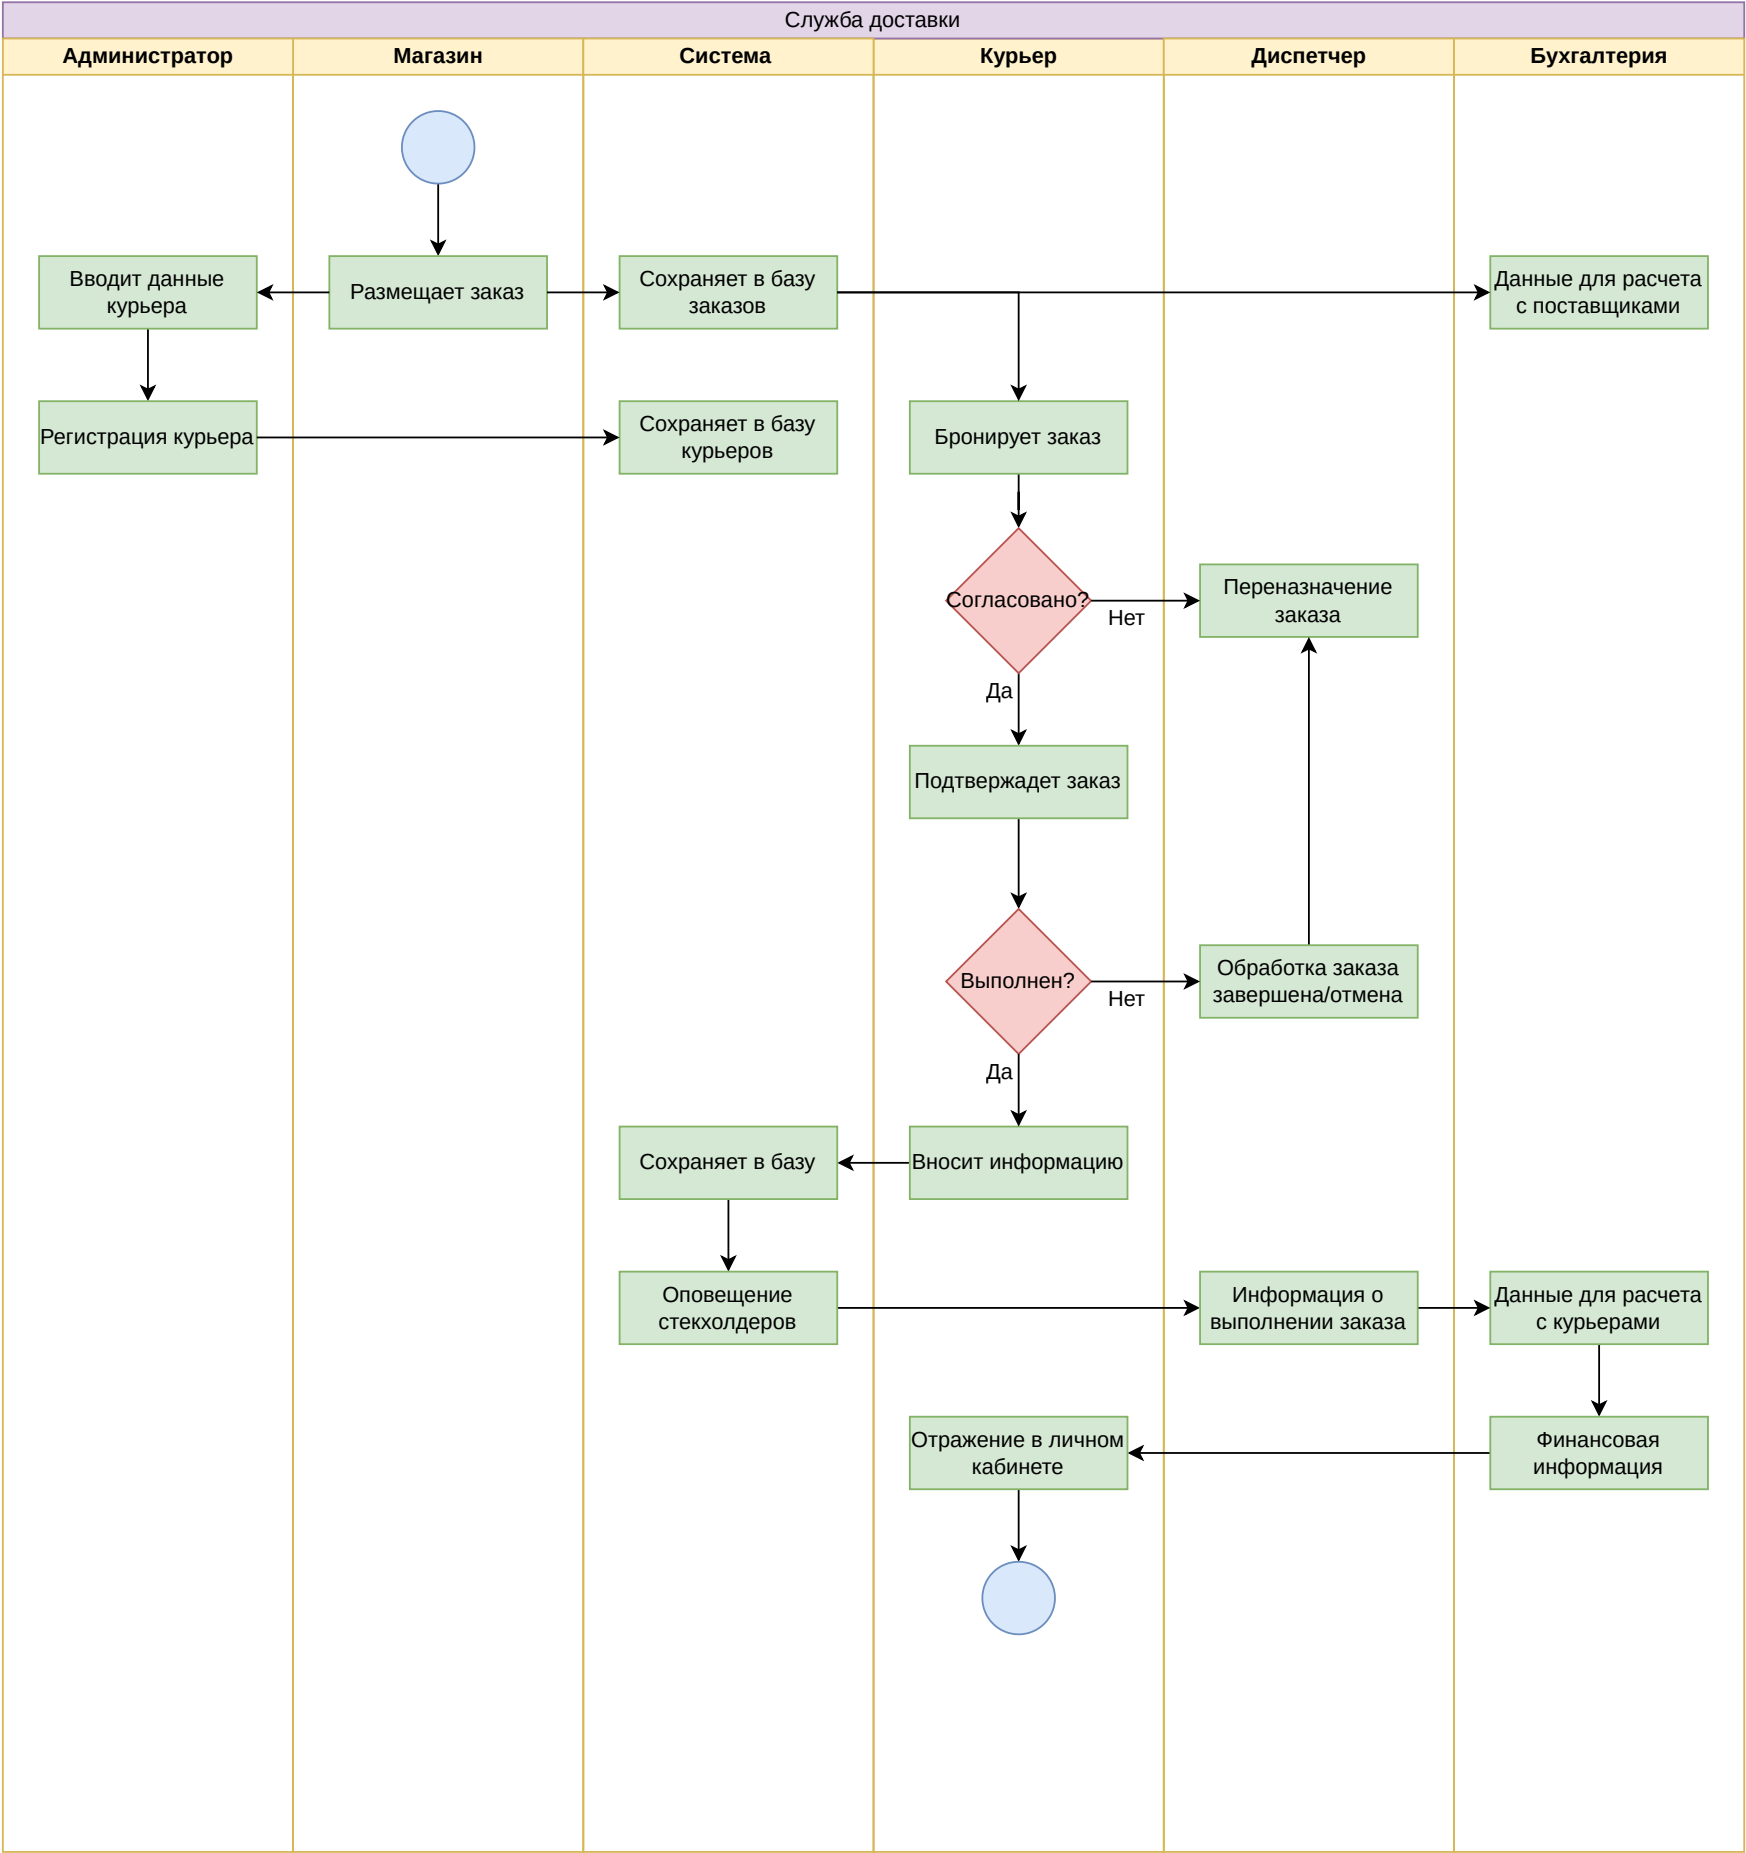 Служба доставки
Администратор
Магазин
Система
Курьер
Диспетчер
Бухгалтерия
Вводит данные
курьера
Размещает заказ
Сохраняет в базу
заказов
Данные для расчета
с поставщиками
Регистрация курьера
Сохраняет в базу
курьеров
Бронирует заказ
Согласовано?
Нет
Переназначение
заказа
Да
Подтвержадет заказ
Выполнен?
Нет
Обработка заказа
завершена/отмена
Да
Сохраняет в базу
Вносит информацию
Оповещение
стекхолдеров
Информация о
выполнении заказа
Данные для расчета
с курьерами
Отражение в личном
кабинете
Финансовая
информация